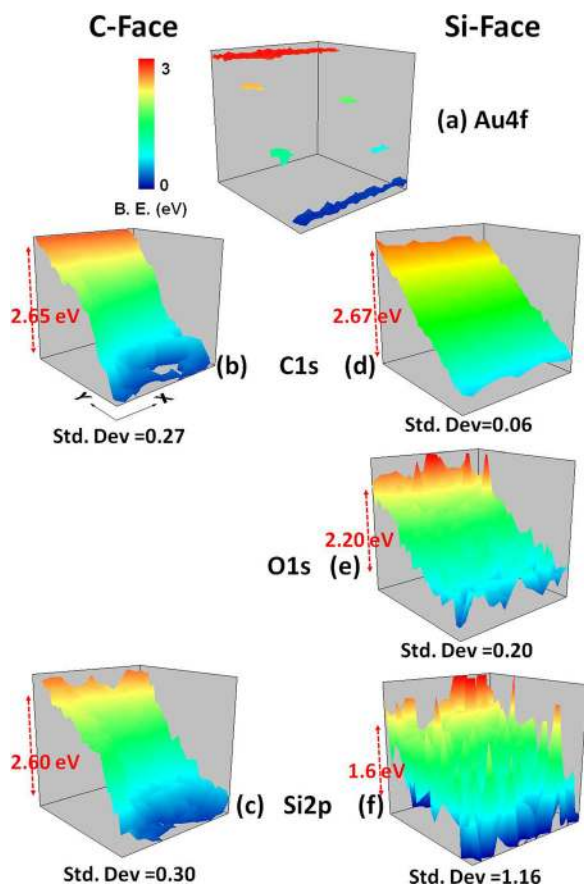 C-Face
Si-Face
3
0
B. E. (eV)
(a) Au4f
2.65 eV
(b)
C1s
(d)
2.67 eV
Y
X
Std. Dev =0.27
Std. Dev=0.06
2.20 eV
O1s
(e)
Std. Dev =0.20
2.60 eV
(c)
Si2p
(f)
1.6 eV
Std. Dev =0.30
Std. Dev =1.16